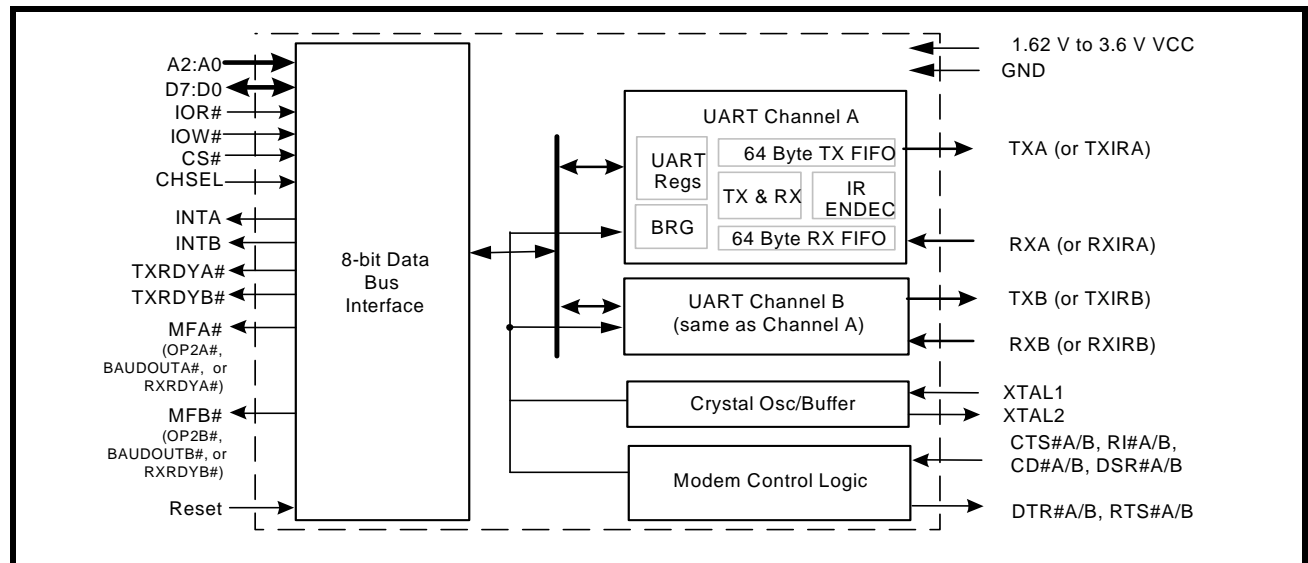 A2:A0
D7:D0
IOR#
IOW#
CS#
CHSEL
INTA
INTB
TXRDYA#
TXRDYB#
MFA#
(OP2A#,
BAUDOUTA#, or
RXRDYA#)
MFB#
(OP2B#,
BAUDOUTB#, or
RXRDYB#)
Reset
8-bit Data
Bus
Interface
UART Channel A
UART
Regs
BRG
64 Byte TX FIFO
TX & RX
IR
ENDEC
64 Byte RX FIFO
UART Channel B
(same as Channel A)
Crystal Osc/Buffer
Modem Control Logic
1.62 V to 3.6 V VCC
GND
TXA (or TXIRA)
RXA (or RXIRA)
TXB (or TXIRB)
RXB (or RXIRB)
XTAL1
XTAL2
CTS#A/B, RI#A/B,
CD#A/B, DSR#A/B
DTR#A/B, RTS#A/B